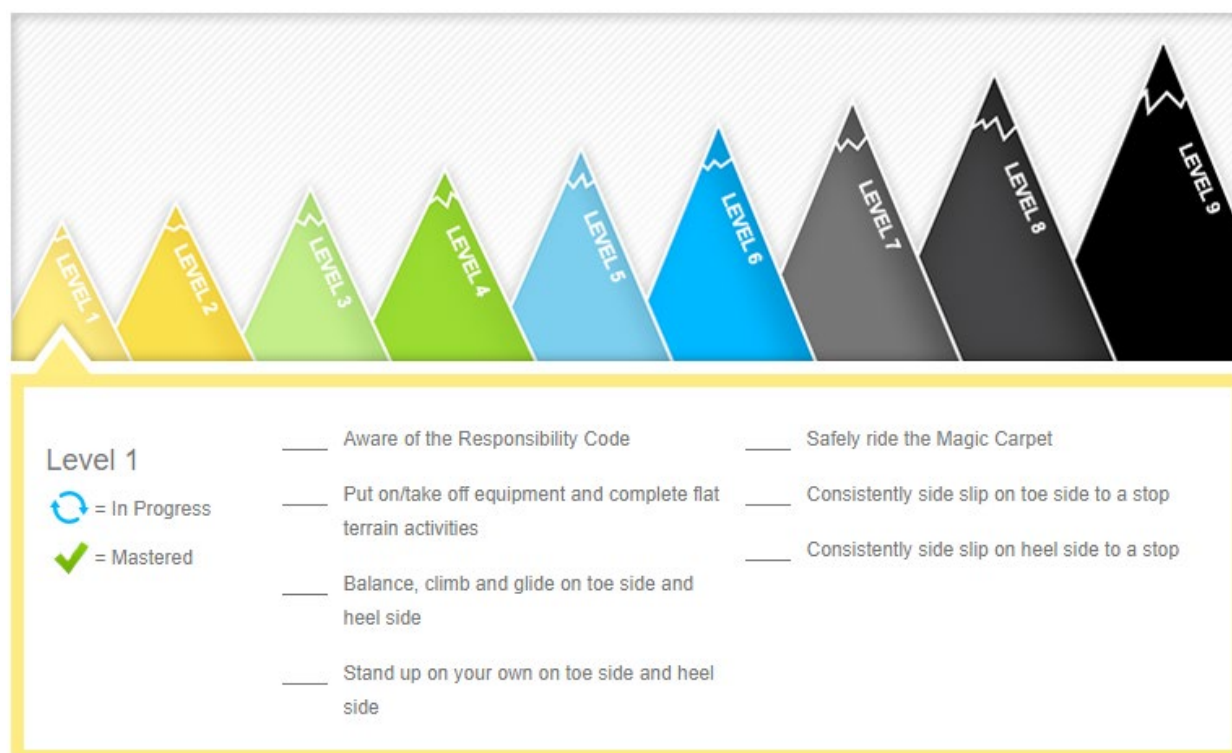 LEVEL 1
LEVEL 2
LEVEL 3
LEVEL 4
LEVEL 5
LEVEL 6
LEVEL 7
LEVEL 8
LEVEL 9
Level 1
= In Progress
= Mastered
Aware of the Responsibility Code
Put on/take off equipment and complete flat
terrain activities
Balance, climb and glide on toe side and
heel side
Stand up on your own on toe side and heel
side
Safely ride the Magic Carpet
Consistently side slip on toe side to a stop
Consistently side slip on heel side to a stop